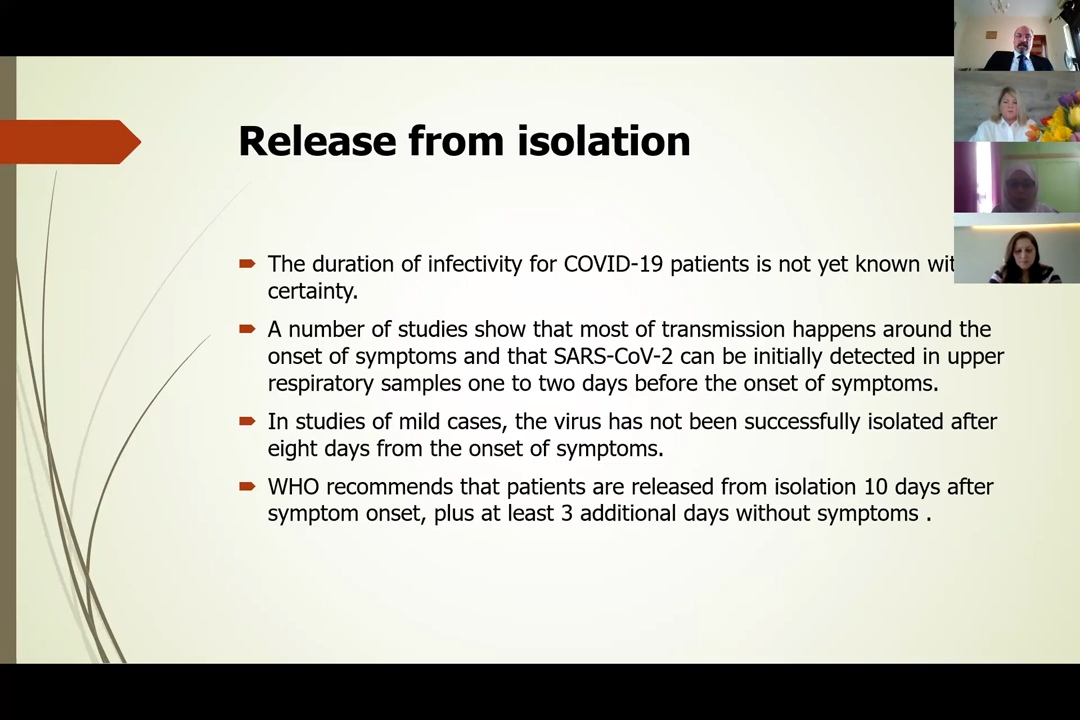 Release from isolation
The duration of infectivity for COVID-19 patients is not yet known
certainty.
A number of studies show that most of transmission happens around the
onset of symptoms and that SARS-CoV-2 can be initially detected in upper
respiratory samples one to two days before the onset of symptoms.
In studies of mild cases, the virus has not been successfully isolated after
eight days from the onset of symptoms.
WHO recommends that patients are released from isolation 10 days after
symptom onset, plus at least 3 additional days without symptoms .